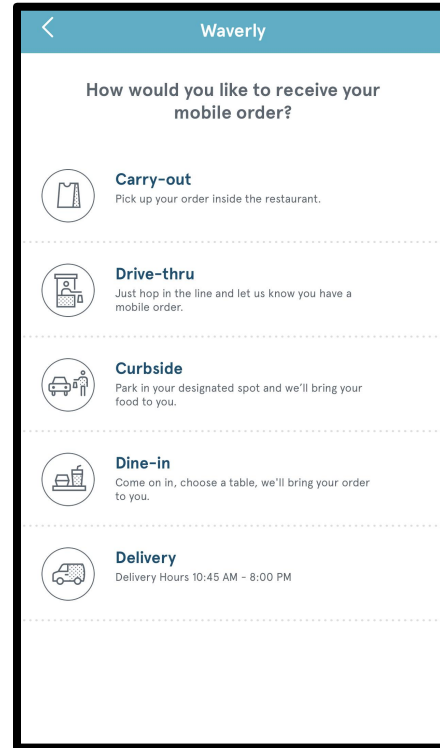 Waverly
How would you like to receive your
mobile order?
Carry-out
Pick up your order inside the restaurant.
Drive-thru
Just hop in the line and let us know you have a
mobile order.
Curbside
Park in your designated spot and we'll bring your
food to you.
Dine-in
Come on in, choose a table, we'll bring your order
to you.
Delivery
Delivery Hours 10:45 AM - 8:00 PM